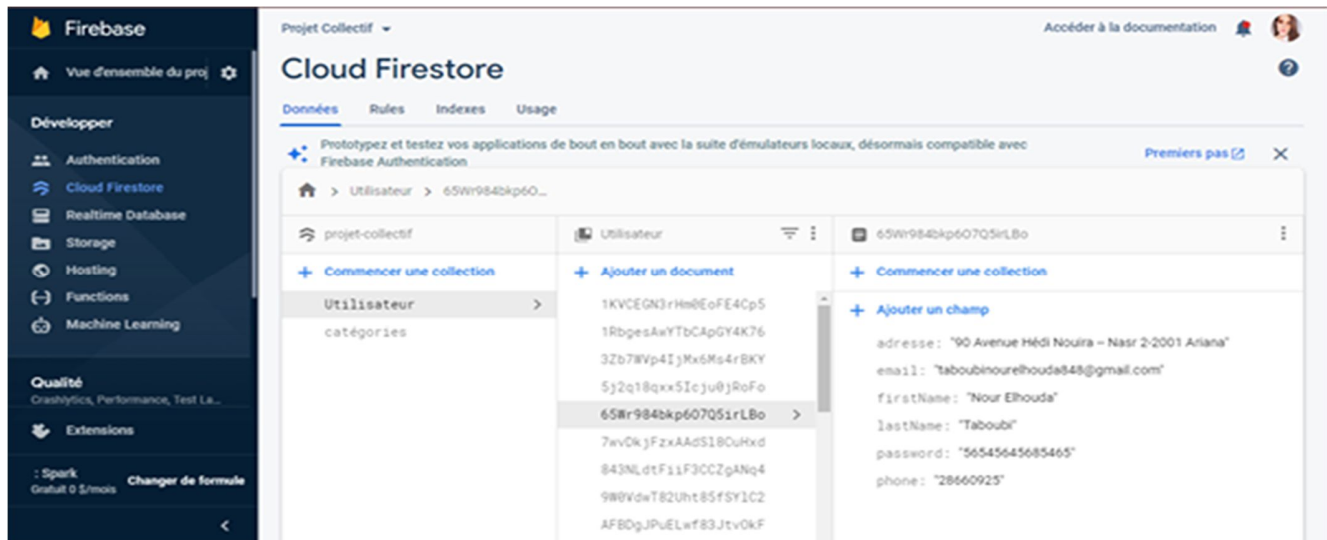 Firebase
Vue d'ensemble du proj
Développer
Authentication
Cloud Firestore
Realtime Database
Storage
Hosting
Functions
Machine Learning
Qualité
Crashlytics, Performance, Test La...
Extensions
: Spark
Gratuit 0 $/mois
Changer de formule
Projet Collectif
Accéder à la documentation
Cloud Firestore
Données Rules Indexes Usage
Prototypez et testez vos applications de bout en bout avec la suite d'émulateurs locaux, désormais compatible avec
Firebase Authentication
Premiers pas
> Utilisateur > 65Wr984bkp6O...
projet-collectif
Commencer une collection
Utilisateur
catégories
Utilisateur
Ajouter un document
1KVCEGN3rHm0EoFE4Cp5
1RbgesAwYTbCApGY4K76
3Zb7WVp4IjMx6Ms4rBKY
5j2q18qxx5Icju0jRoFo
65Wr984bkp607Q5irLBo
7wvDkjFzxAAdSl8CuHxd
843NLdtFiiF3CCZgANq4
9W0VdwT82Uht85fSYlC2
AFBDgJPuELwf83JtvOkF
65Wr984bkp6O7Q5irLBo
Commencer une collection
Ajouter un champ
adresse: "90 Avenue Hédi Nouira – Nasr 2-2001 Ariana"
email: "taboubinourelhouda848@gmail.com"
firstName: "Nour Elhouda"
lastName: "Taboubi"
password: "56545645685465"
phone: "28660925"